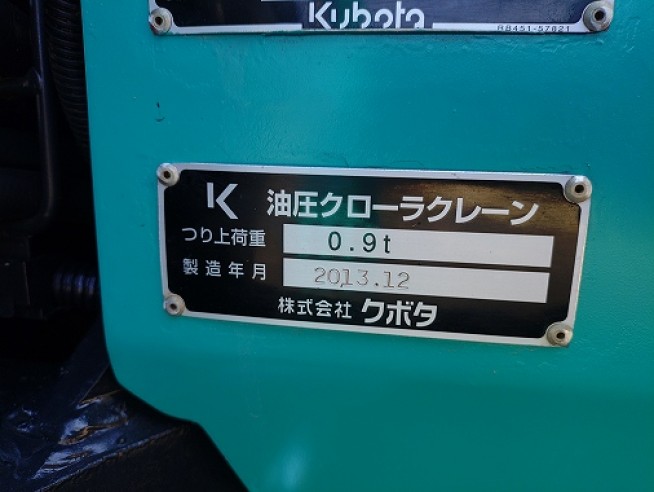 Kubota
RB451-57821
K 油圧クローラクレーン
つり上荷重 0.9t
製造年月 2013.12
株式会社 クボタ